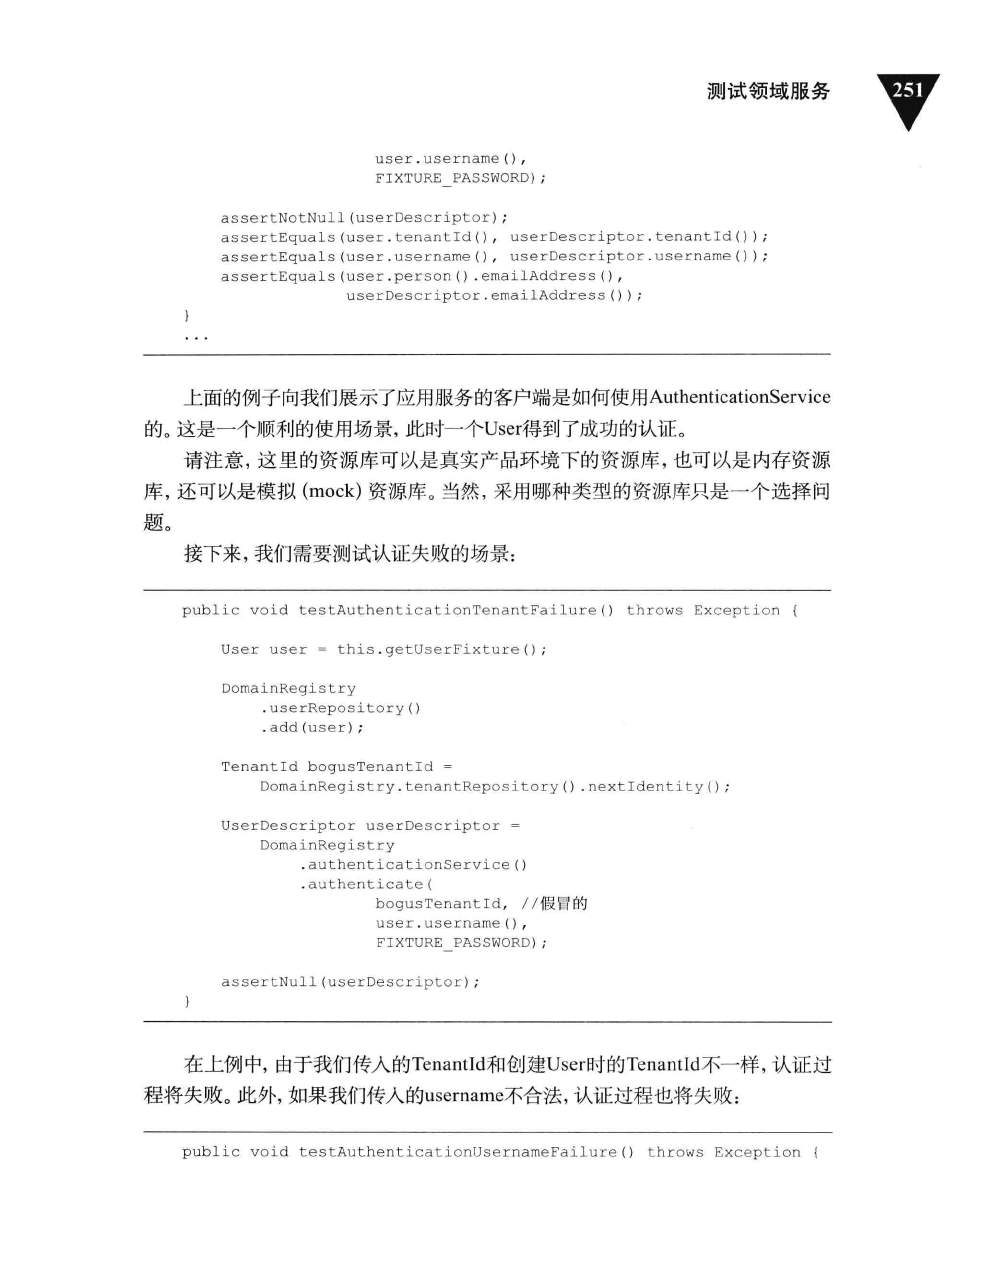 测试领域服务
251
user.username(),
FIXTURE_PASSWORD);
assertNotNull(userDescriptor);
assertEquals(user.tenantId(), userDescriptor.tenantId());
assertEquals(user.username(), userDescriptor.username());
assertEquals(user.person().emailAddress(),
userDescriptor.emailAddress());
}
...
上面的例子向我们展示了应用服务的客户端是如何使用AuthenticationService
的。这是一个顺利的使用场景,此时一个User得到了成功的认证。
请注意,这里的资源库可以是真实产品环境下的资源库,也可以是内存资源
库,还可以是模拟(mock)资源库。当然,采用哪种类型的资源库只是一个选择问
题。
接下来,我们需要测试认证失败的场景:
public void testAuthenticationTenantFailure() throws Exception {
User user = this.getUserFixture();
DomainRegistry
.userRepository()
.add(user);
TenantId bogusTenantId =
DomainRegistry.tenantRepository().nextIdentity();
UserDescriptor userDescriptor =
DomainRegistry
.authenticationService()
.authenticate(
bogusTenantId, //假冒的
user.username(),
FIXTURE_PASSWORD);
assertNull(userDescriptor);
}
在上例中,由于我们传入的TenantId和创建User时的TenantId不一样,认证过
程将失败。此外,如果我们传入的username不合法,认证过程也将失败:
public void testAuthenticationUsernameFailure() throws Exception {